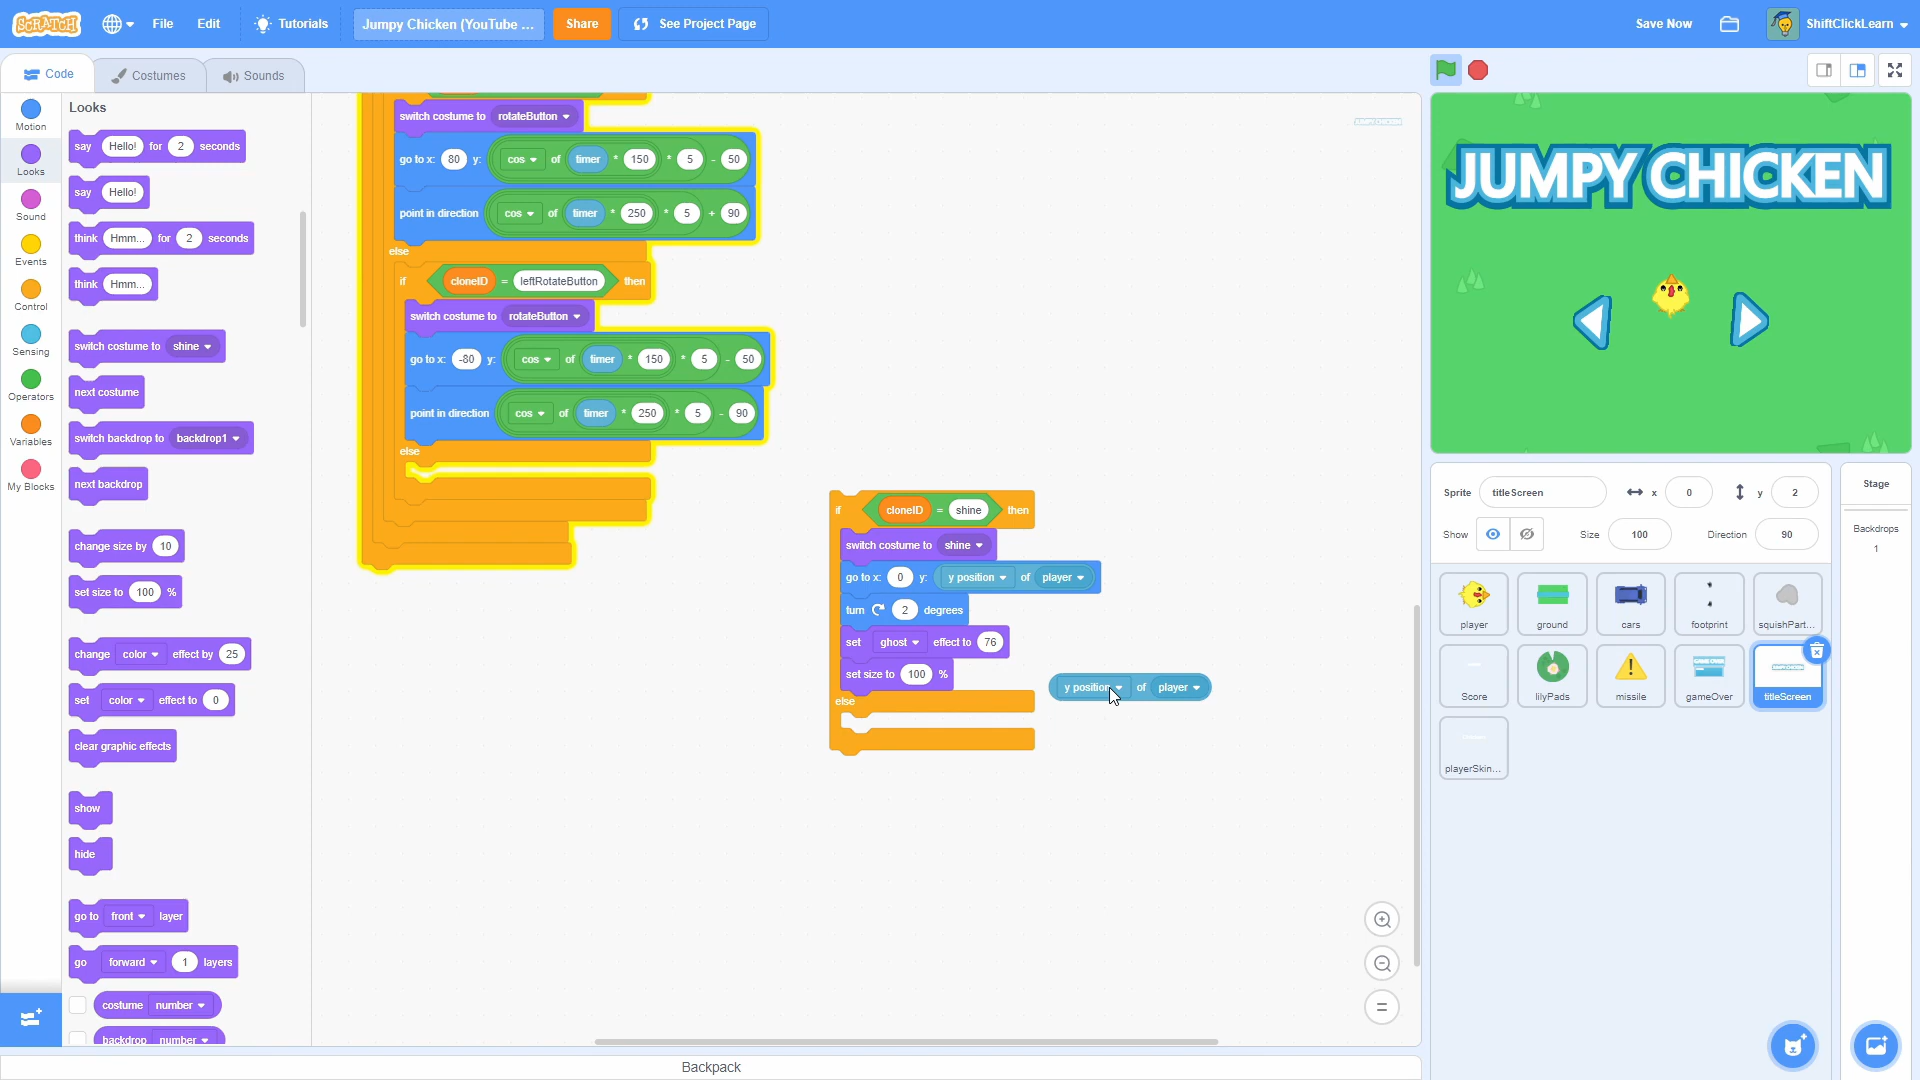 SCRATCH
File
Edit
Tutorials
Jumpy Chicken (YouTube ...
Share
See Project Page
Save Now
ShiftClickLearn
Code
Costumes
Sounds
Motion
Looks
Sound
Events
Control
Sensing
Operators
Variables
My Blocks
Looks
say Hello! for 2 seconds
say Hello!
think Hmm... for 2 seconds
think Hmm...
switch costume to shine
next costume
switch backdrop to backdrop1
next backdrop
change size by 10
set size to 100 %
change color effect by 25
set color effect to 0
clear graphic effects
show
hide
go to front layer
go forward 1 layers
costume number
backdrop number
switch costume to rotateButton
go to x: 80 y: cos of timer * 150 * 5 - 50
point in direction cos of timer * 250 * 5 + 90
else
if cloneID = leftRotateButton then
switch costume to rotateButton
go to x: -80 y: cos of timer * 150 * 5 - 50
point in direction cos of timer * 250 * 5 - 90
else
if cloneID = shine then
switch costume to shine
go to x: 0 y: y position of player
turn 2 degrees
set ghost effect to 76
set size to 100 %
else
y position of player
JUMPY CHICKEN
JUMPY CHICKEN
Sprite titleScreen x 0 y 2
Show Size 100 Direction 90
player
ground
cars
footprint
squishPart...
Score
lilyPads
missile
GAME OVER
gameOver
titleScreen
playerSkin...
Stage
Backdrops
1
Backpack